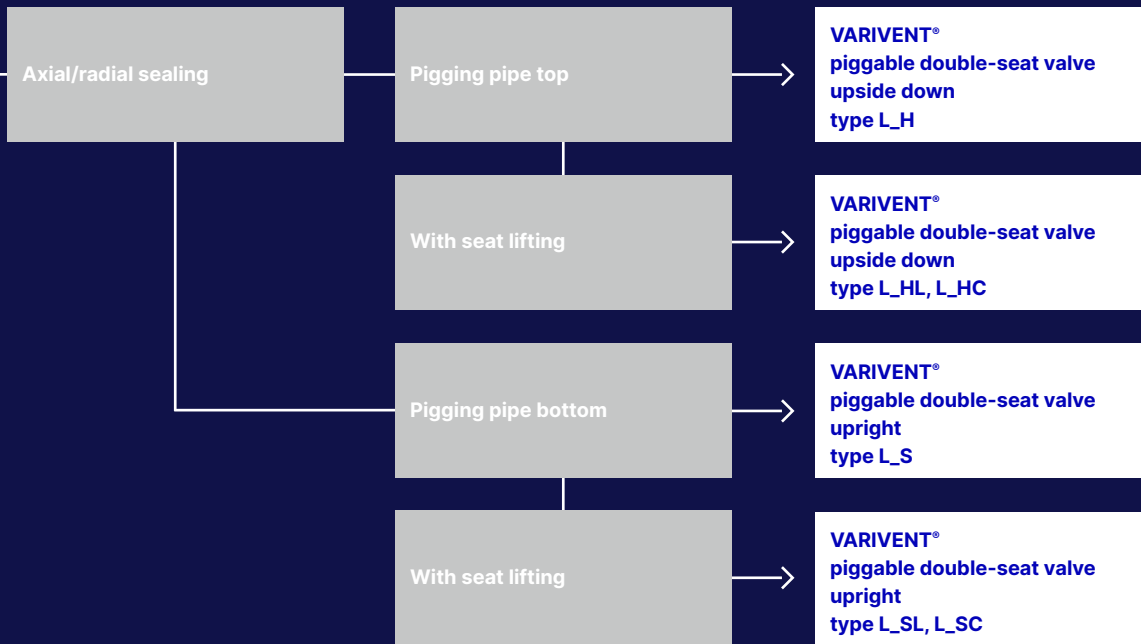 Axial/radial sealing
Pigging pipe top
VARIVENT®
piggable double-seat valve
upside down
type L_H
With seat lifting
VARIVENT®
piggable double-seat valve
upside down
type L_HL, L_HC
Pigging pipe bottom
VARIVENT®
piggable double-seat valve
upright
type L_S
With seat lifting
VARIVENT®
piggable double-seat valve
upright
type L_SL, L_SC